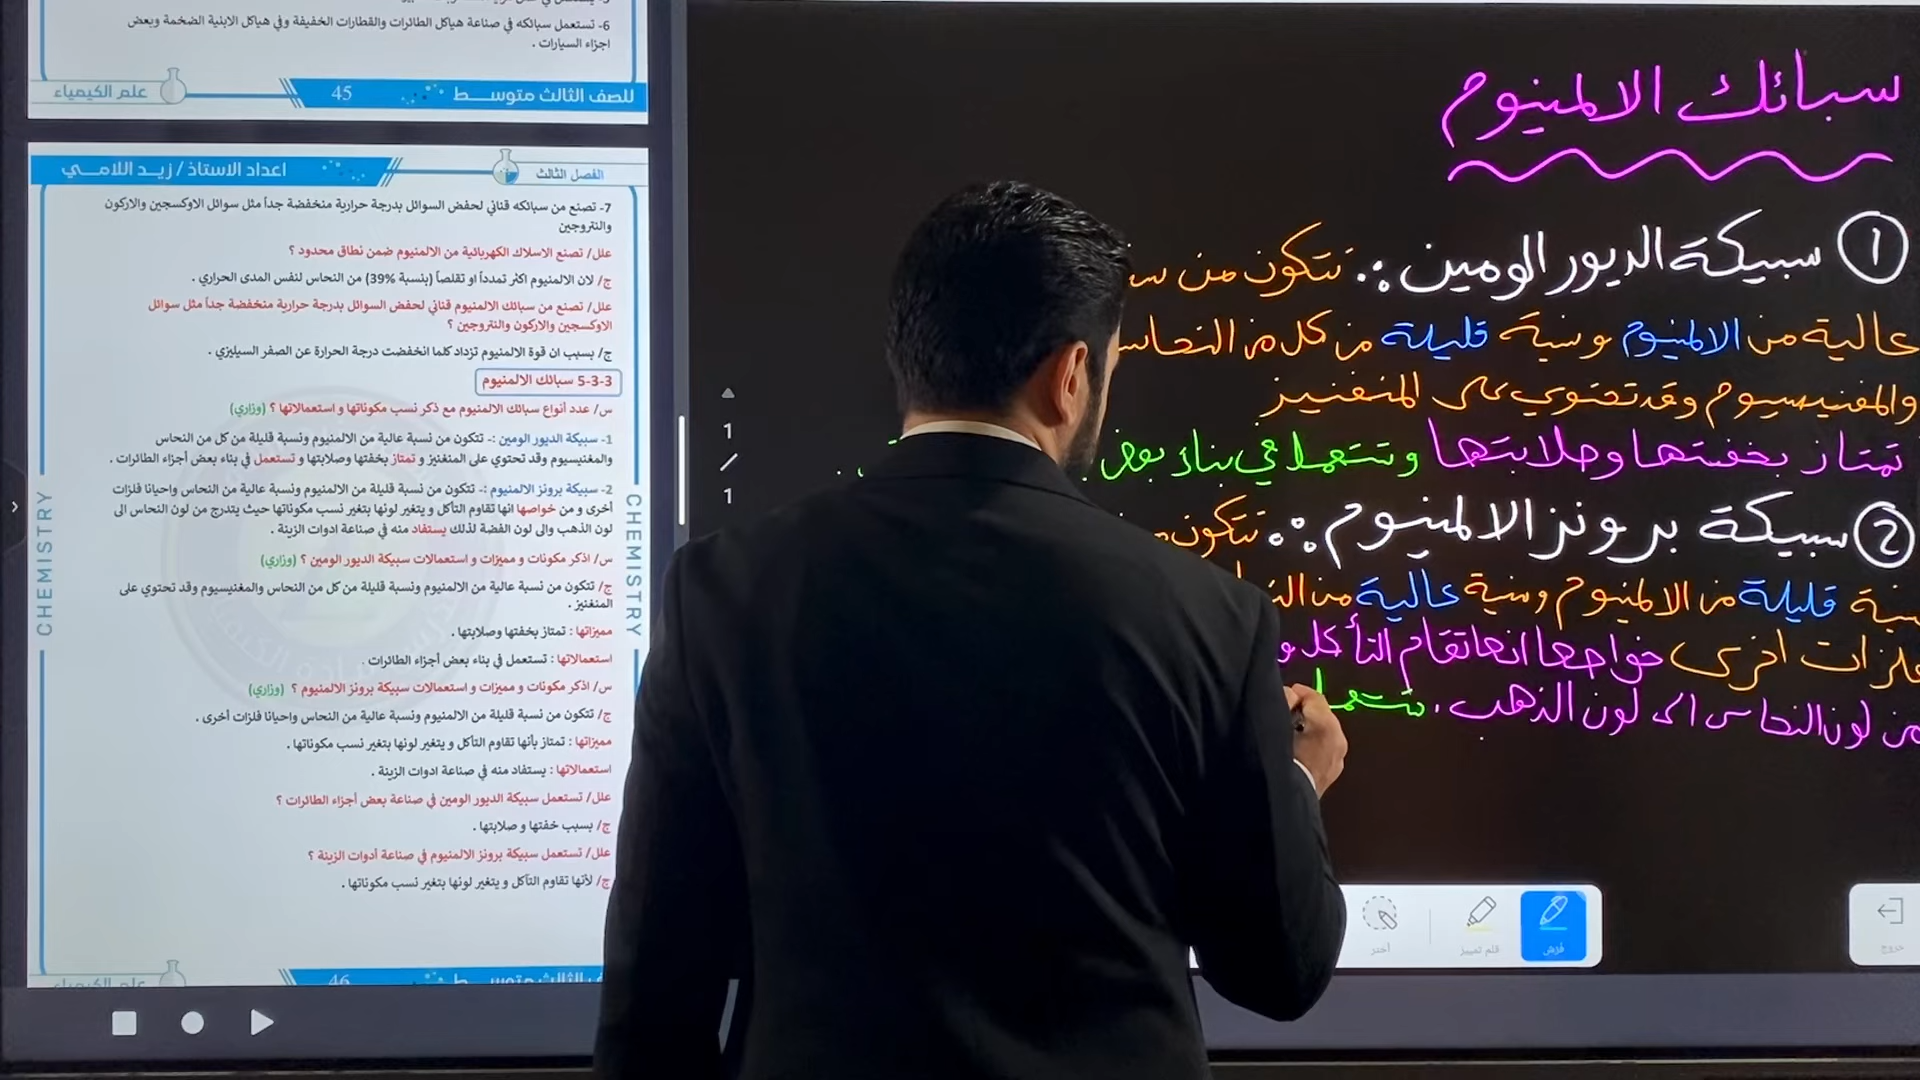 6- تستعمل سبائكه في صناعة هياكل الطائرات والقطارات الخفيفة وفي هياكل الابنية الضخمة وبعض
اجزاء السيارات .
للصف الثالث متوســط
45
علم الكيمياء
الفصل الثالث
اعداد الاستاذ / زيــد اللامــي
7- تصنع من سبائكه قناني لحفض السوائل بدرجة حرارية منخفضة جداً مثل سوائل الاوكسجين والاركون
والنتروجين
علل/ تصنع الاسلاك الكهربائية من الالمنيوم ضمن نطاق محدود ؟
ج/ لان الالمنيوم اكثر تمدداً او تقلصاً (بنسبة 39%) من النحاس لنفس المدى الحراري .
علل/ تصنع من سبائك الالمنيوم قناني لحفض السوائل بدرجة حرارية منخفضة جداً مثل سوائل
الاوكسجين والاركون والنتروجين ؟
ج/ بسبب ان قوة الالمنيوم تزداد كلما انخفضت درجة الحرارة عن الصفر السيليزي .
5-3-3 سبائك الالمنيوم
س/ عدد أنواع سبائك الالمنيوم مع ذكر نسب مكوناتها و استعمالاتها ؟ (وزاري)
1- سبيكة الديور الومين :- تتكون من نسبة عالية من الالمنيوم ونسبة قليلة من كل من النحاس
والمغنيسيوم وقد تحتوي على المنغنيز و تمتاز بخفتها وصلابتها و تستعمل في بناء بعض أجزاء الطائرات .
2- سبيكة برونز الالمنيوم :- تتكون من نسبة قليلة من الالمنيوم ونسبة عالية من النحاس واحيانا فلزات
أخرى و من خواصها انها تقاوم التأكل و يتغير لونها بتغير نسب مكوناتها حيث يتدرج من لون النحاس الى
لون الذهب والى لون الفضة لذلك يستفاد منه في صناعة ادوات الزينة .
س/ اذكر مكونات و مميزات و استعمالات سبيكة الديور الومين ؟ (وزاري)
ج/ تتكون من نسبة عالية من الالمنيوم ونسبة قليلة من كل من النحاس والمغنيسيوم وقد تحتوي على
المنغنيز .
مميزاتها : تمتاز بخفتها وصلابتها .
استعمالاتها : تستعمل في بناء بعض أجزاء الطائرات .
س/ اذكر مكونات و مميزات و استعمالات سبيكة برونز الالمنيوم ؟ (وزاري)
ج/ تتكون من نسبة قليلة من الالمنيوم ونسبة عالية من النحاس واحيانا فلزات أخرى .
مميزاتها : تمتاز بأنها تقاوم التأكل و يتغير لونها بتغير نسب مكوناتها .
استعمالاتها : يستفاد منه في صناعة ادوات الزينة .
علل/ تستعمل سبيكة الديور الومين في صناعة بعض أجزاء الطائرات ؟
ج/ بسبب خفتها و صلابتها .
علل/ تستعمل سبيكة برونز الالمنيوم في صناعة أدوات الزينة ؟
ج/ لأنها تقاوم التأكل و يتغير لونها بتغير نسب مكوناتها .
CHEMISTRY
CHEMISTRY
46
1
/
1
سبائك الالمنيوم
① سبيكة الديور الومين :. تتكون من
عالية من الالمنيوم ونسبة قليلة من كل من النحاس
والمغنيسيوم وقد تحتوي على المنغنيز
تمتاز بخفتها وصلابتها وتستعمل في بناء بعض
② سبيكة برونز الالمنيوم :. تتكون
قليلة من الالمنيوم ونسبة عالية من
اخرى خواصها انها تقاوم التأكل و
من لون النحاس الى لون الذهب . تستعمل
أختر
قلم تمييز
فرش
خروج